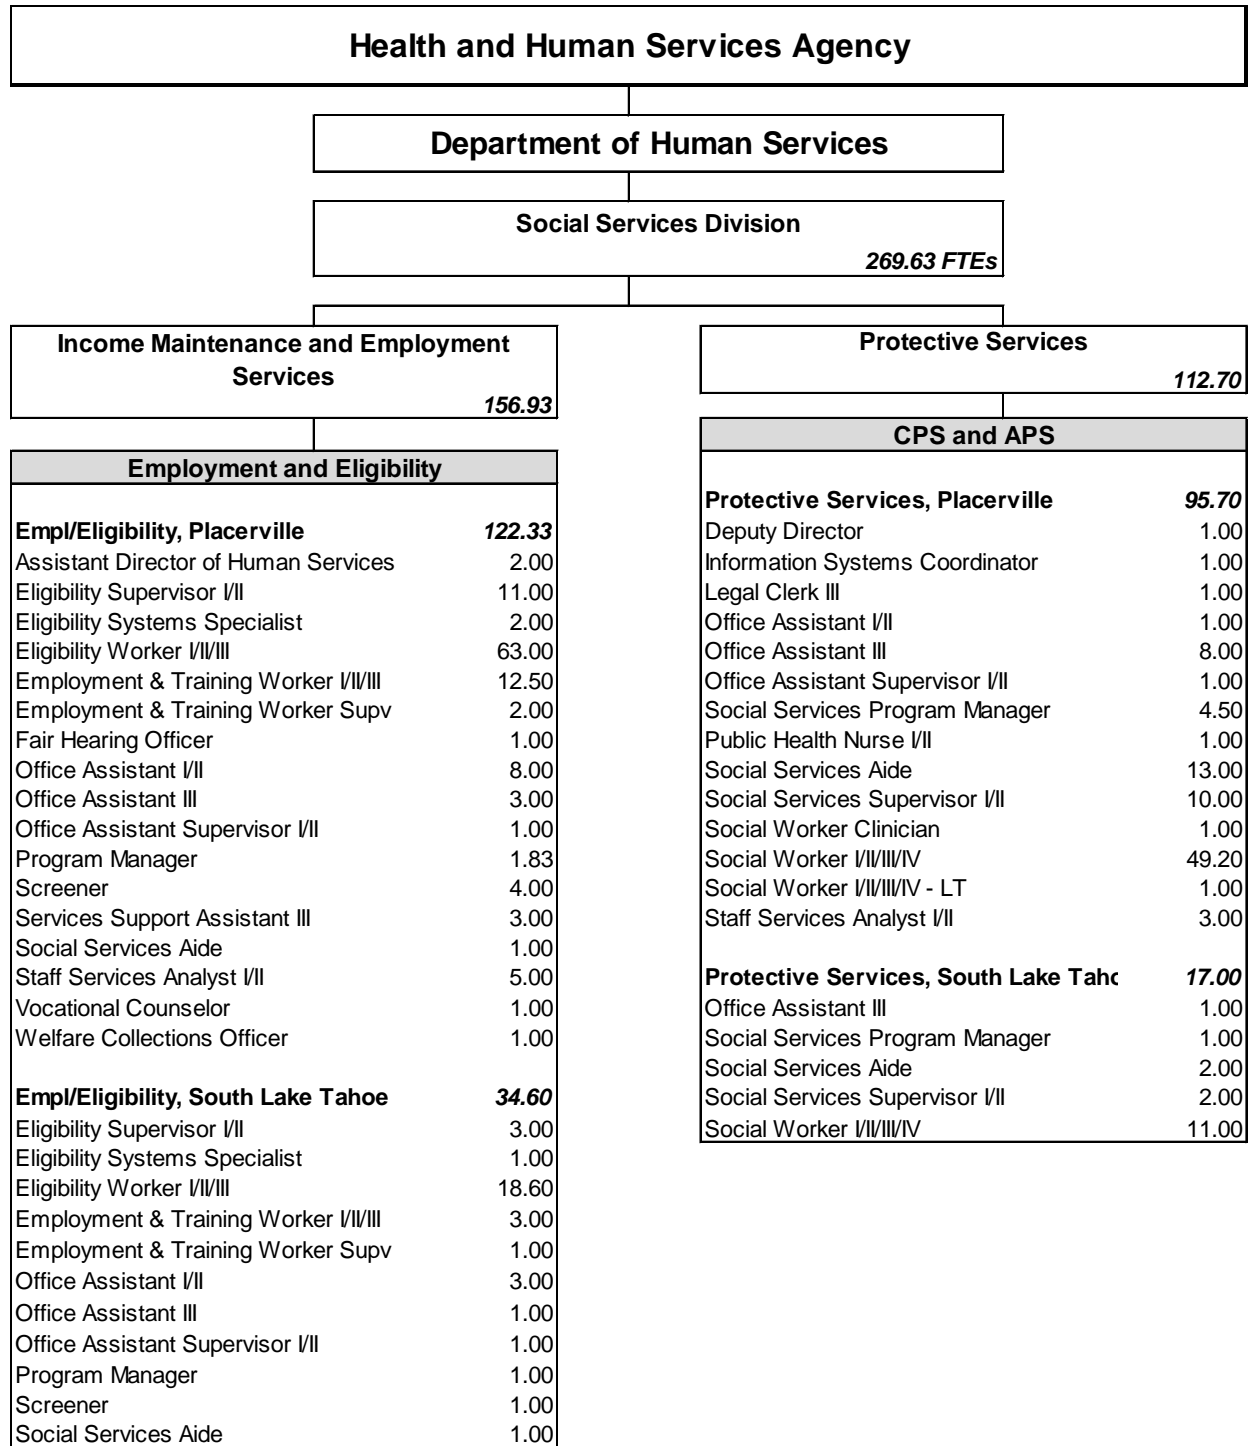 Health and Human Services Agency
Department of Human Services
Social Services Division
269.63 FTEs
Income Maintenance and Employment
Services
156.93
Employment and Eligibility
Empl/Eligibility, Placerville 122.33
Assistant Director of Human Services 2.00
Eligibility Supervisor I/II 11.00
Eligibility Systems Specialist 2.00
Eligibility Worker I/II/III 63.00
Employment & Training Worker I/II/III 12.50
Employment & Training Worker Supv 2.00
Fair Hearing Officer 1.00
Office Assistant I/II 8.00
Office Assistant III 3.00
Office Assistant Supervisor I/II 1.00
Program Manager 1.83
Screener 4.00
Services Support Assistant III 3.00
Social Services Aide 1.00
Staff Services Analyst I/II 5.00
Vocational Counselor 1.00
Welfare Collections Officer 1.00
Empl/Eligibility, South Lake Tahoe 34.60
Eligibility Supervisor I/II 3.00
Eligibility Systems Specialist 1.00
Eligibility Worker I/II/III 18.60
Employment & Training Worker I/II/III 3.00
Employment & Training Worker Supv 1.00
Office Assistant I/II 3.00
Office Assistant III 1.00
Office Assistant Supervisor I/II 1.00
Program Manager 1.00
Screener 1.00
Social Services Aide 1.00
Protective Services
112.70
CPS and APS
Protective Services, Placerville 95.70
Deputy Director 1.00
Information Systems Coordinator 1.00
Legal Clerk III 1.00
Office Assistant I/II 1.00
Office Assistant III 8.00
Office Assistant Supervisor I/II 1.00
Social Services Program Manager 4.50
Public Health Nurse I/II 1.00
Social Services Aide 13.00
Social Services Supervisor I/II 10.00
Social Worker Clinician 1.00
Social Worker I/II/III/IV 49.20
Social Worker I/II/III/IV - LT 1.00
Staff Services Analyst I/II 3.00
Protective Services, South Lake Taho 17.00
Office Assistant III 1.00
Social Services Program Manager 1.00
Social Services Aide 2.00
Social Services Supervisor I/II 2.00
Social Worker I/II/III/IV 11.00